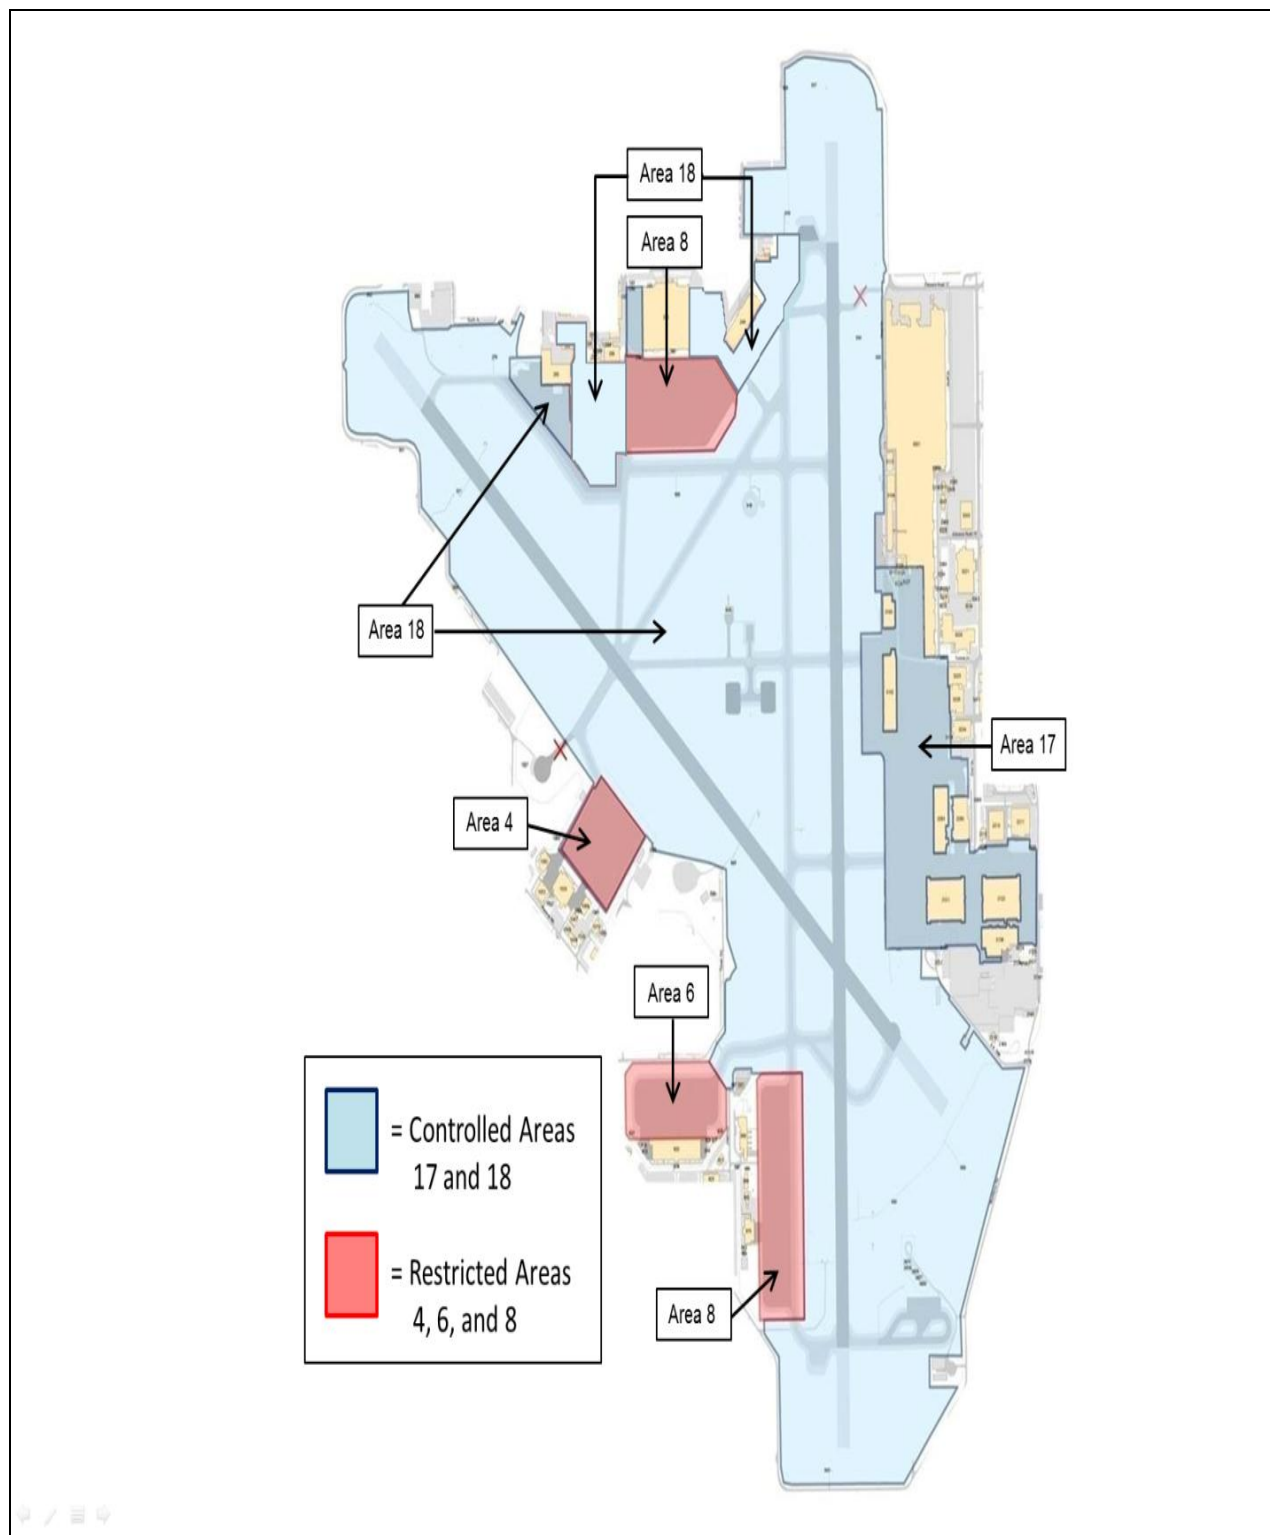 Area 18
Area 8
Area 18
Area 17
Area 4
Area 6
= Controlled Areas
17 and 18
= Restricted Areas
4, 6, and 8
Area 8